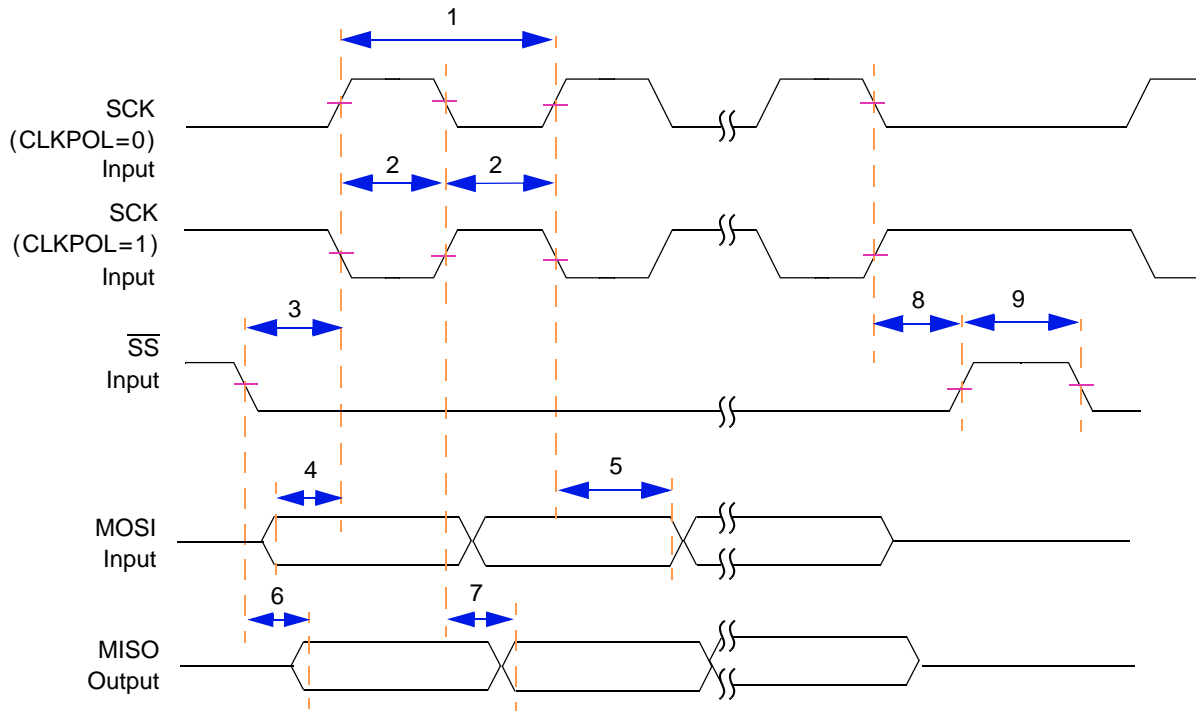 1
SCK
(CLKPOL=0)
Input
2 2
SCK
(CLKPOL=1)
Input
3
8 9
SS
Input
4
5
MOSI
Input
6
7
MISO
Output